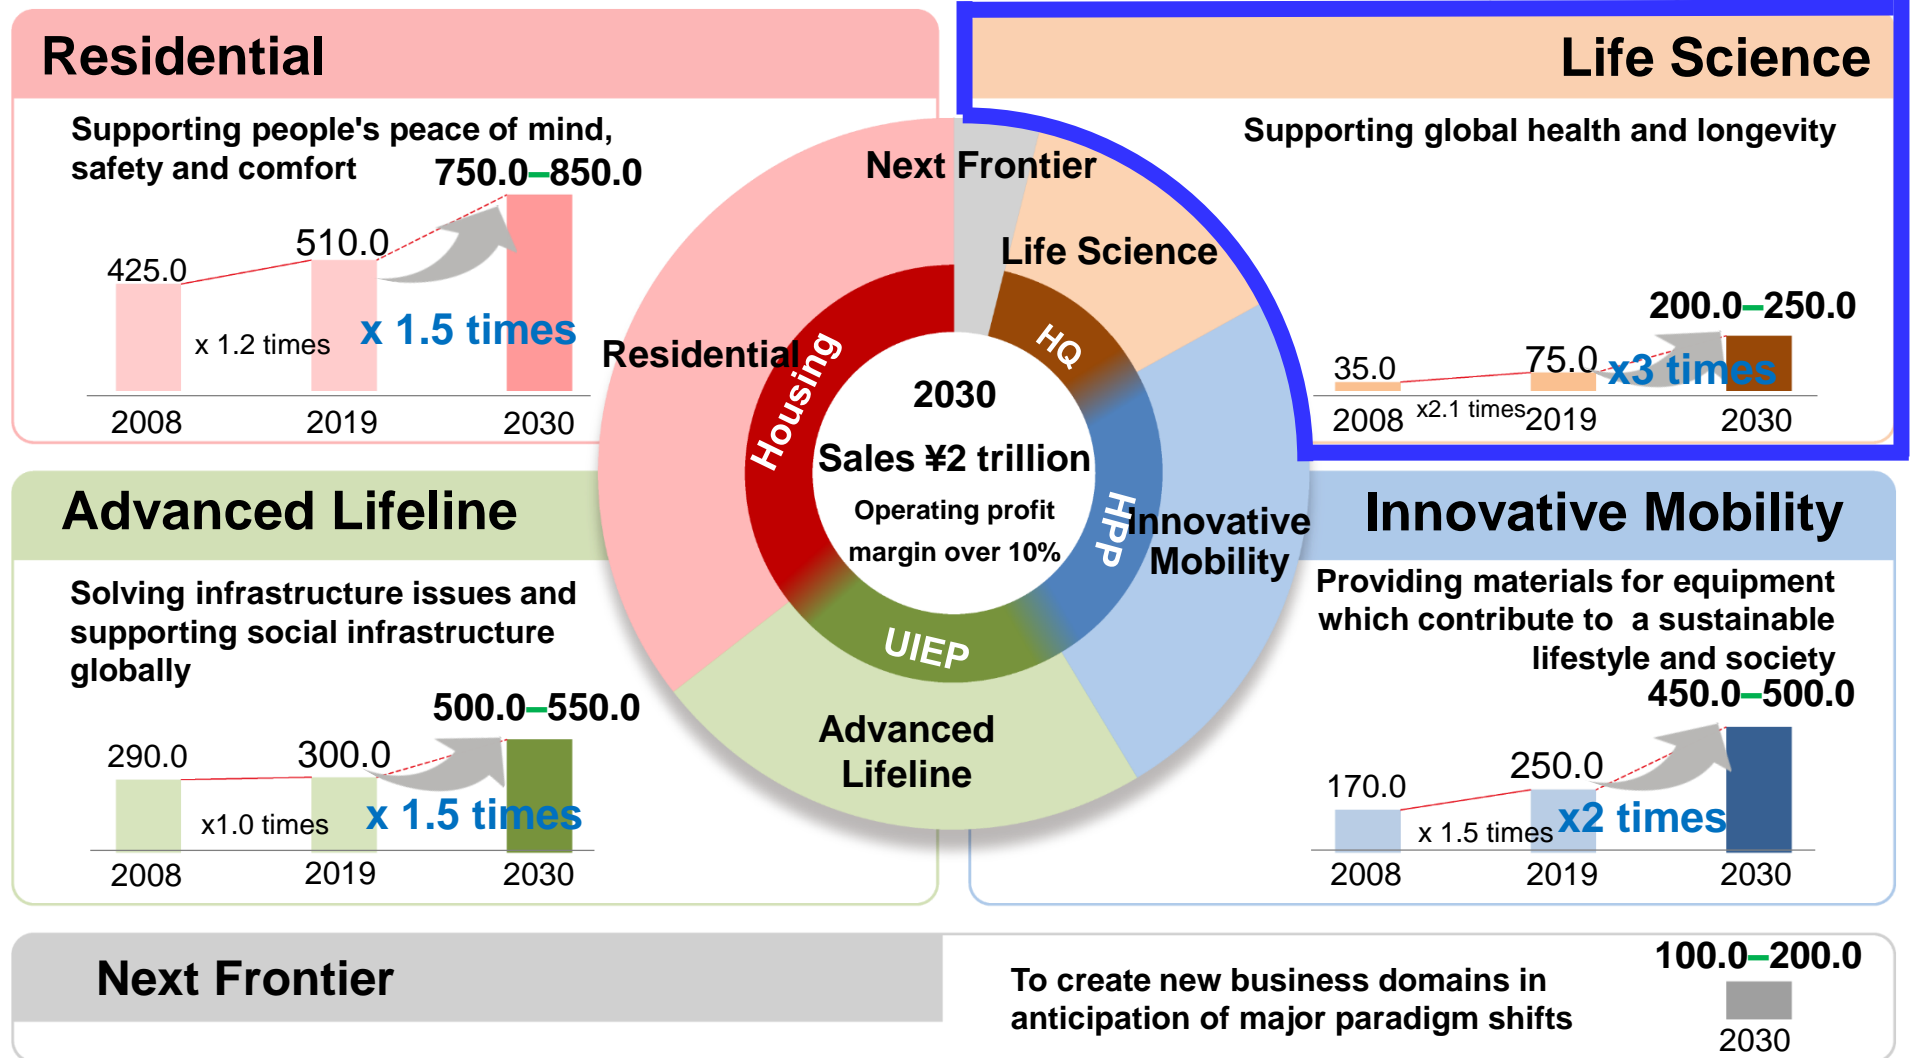 Residential
Supporting people's peace of mind,
safety and comfort
750.0–850.0
510.0
425.0
x 1.2 times
x 1.5 times
2008
2019
2030
Life Science
Supporting global health and longevity
200.0–250.0
75.0
35.0
x3 times
x2.1 times
2008
2019
2030
Next Frontier
Life Science
Residential
Housing
HQ
HPP
UIEP
2030
Sales ¥2 trillion
Operating profit
margin over 10%
Innovative
Mobility
Advanced
Lifeline
Advanced Lifeline
Solving infrastructure issues and
supporting social infrastructure
globally
500.0–550.0
290.0
300.0
x1.0 times
x 1.5 times
2008
2019
2030
Innovative Mobility
Providing materials for equipment
which contribute to a sustainable
lifestyle and society
450.0–500.0
250.0
170.0
x 1.5 times
x2 times
2008
2019
2030
Next Frontier
To create new business domains in
anticipation of major paradigm shifts
100.0–200.0
2030